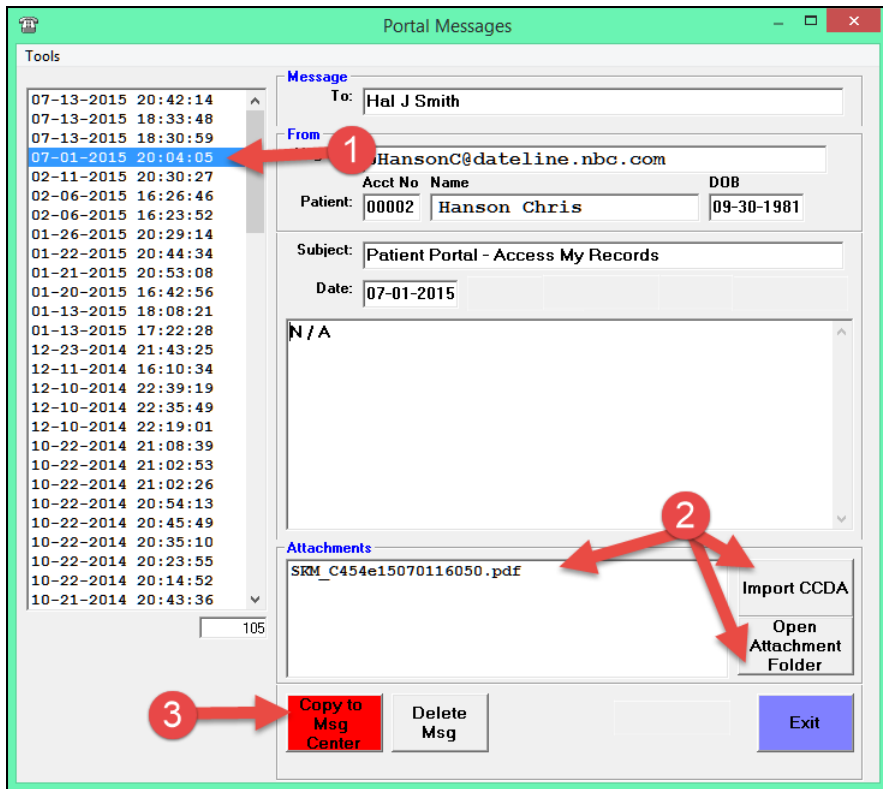 Portal Messages
Tools
07-13-2015 20:42:14
07-13-2015 18:33:48
07-13-2015 18:30:59
07-01-2015 20:04:05
02-11-2015 20:30:27
02-06-2015 16:26:46
02-06-2015 16:23:52
01-26-2015 20:29:14
01-22-2015 20:44:34
01-21-2015 20:53:08
01-20-2015 16:42:56
01-13-2015 18:08:21
01-13-2015 17:22:28
12-23-2014 21:43:25
12-11-2014 16:10:34
12-10-2014 22:39:19
12-10-2014 22:35:49
12-10-2014 22:19:01
10-22-2014 21:08:39
10-22-2014 21:02:53
10-22-2014 21:02:26
10-22-2014 20:54:13
10-22-2014 20:45:49
10-22-2014 20:35:10
10-22-2014 20:23:55
10-22-2014 20:14:52
10-21-2014 20:43:36
105
1
Message
To: Hal J Smith
From
HansonC@dateline.nbc.com
Acct No Name DOB
Patient: 00002 Hanson Chris 09-30-1981
Subject: Patient Portal - Access My Records
Date: 07-01-2015
N / A
2
Attachments
SKM_C454e15070116050.pdf
Import CCDA
Open
Attachment
Folder
3
Copy to
Msg
Center
Delete
Msg
Exit